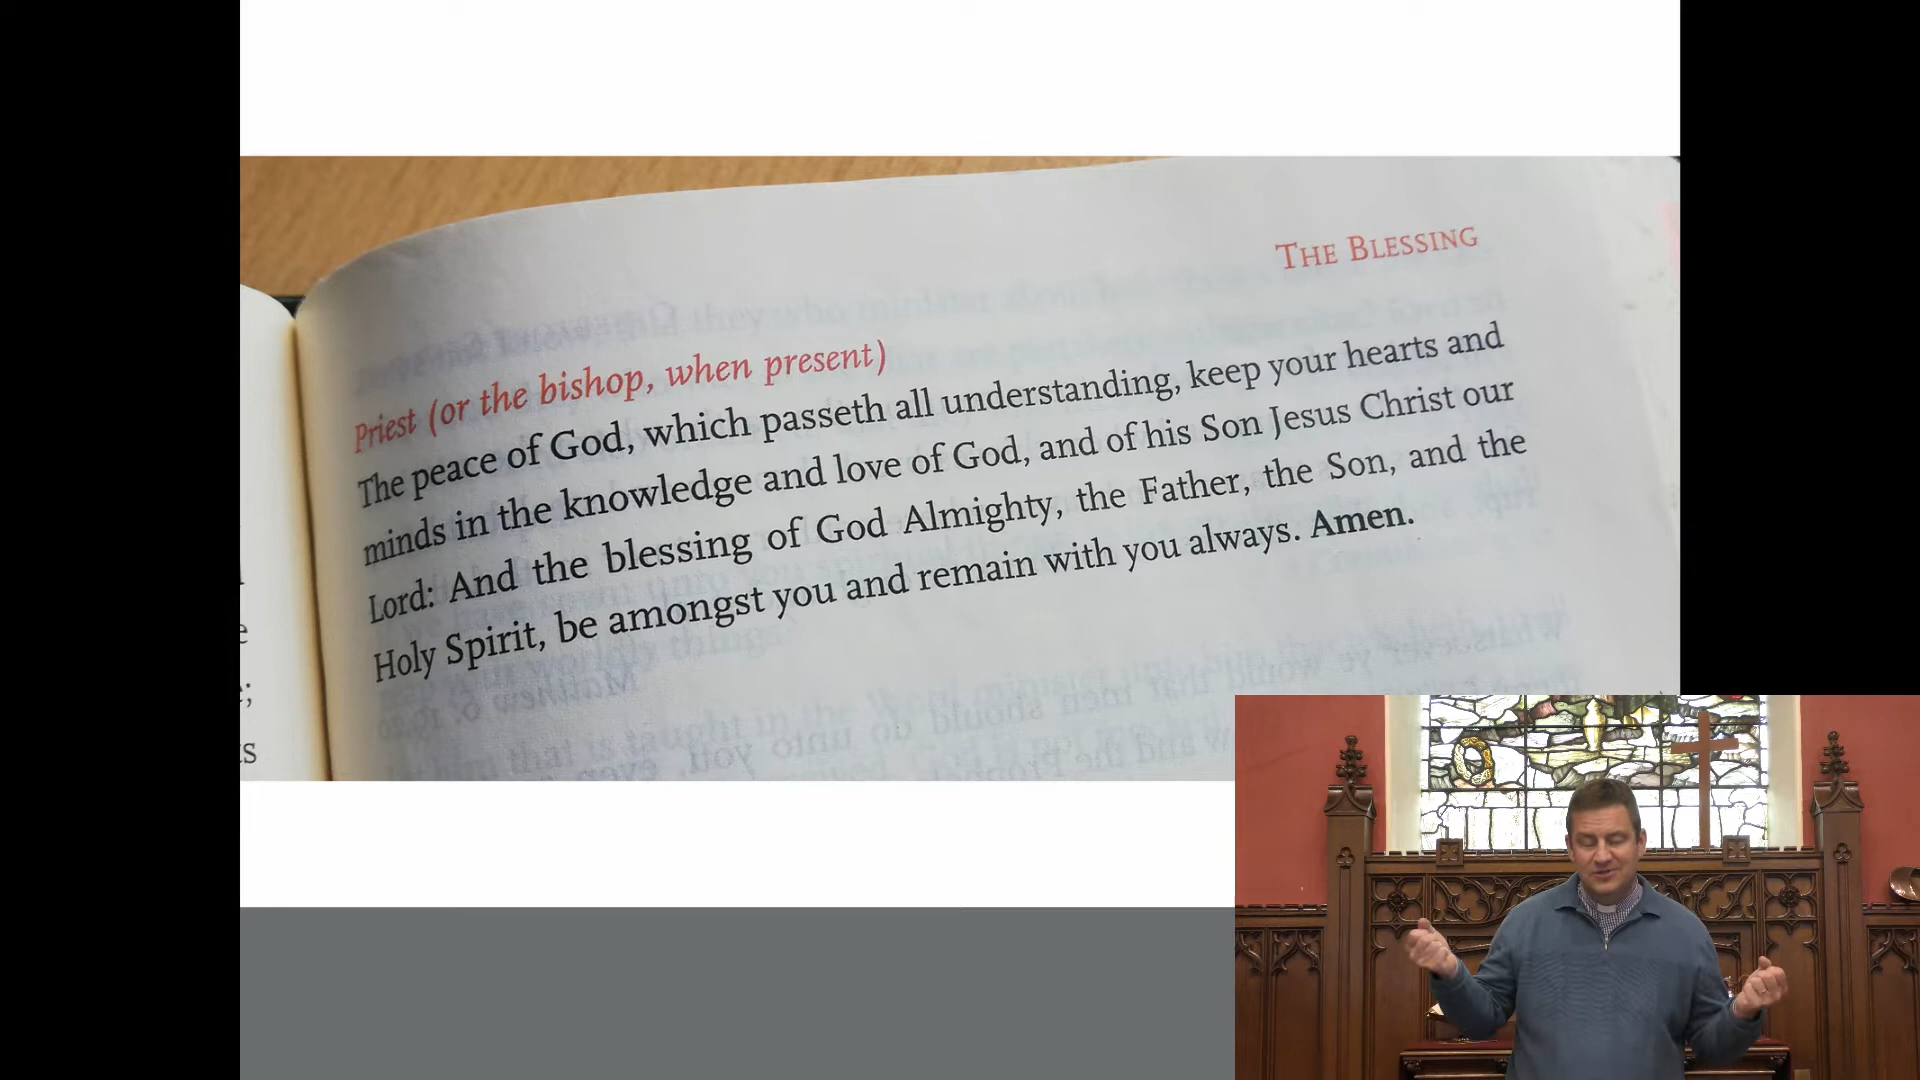 THE BLESSING
Priest (or the bishop, when present)
The peace of God, which passeth all understanding, keep your hearts and
minds in the knowledge and love of God, and of his Son Jesus Christ our
Lord: And the blessing of God Almighty, the Father, the Son, and the
Holy Spirit, be amongst you and remain with you always. Amen.